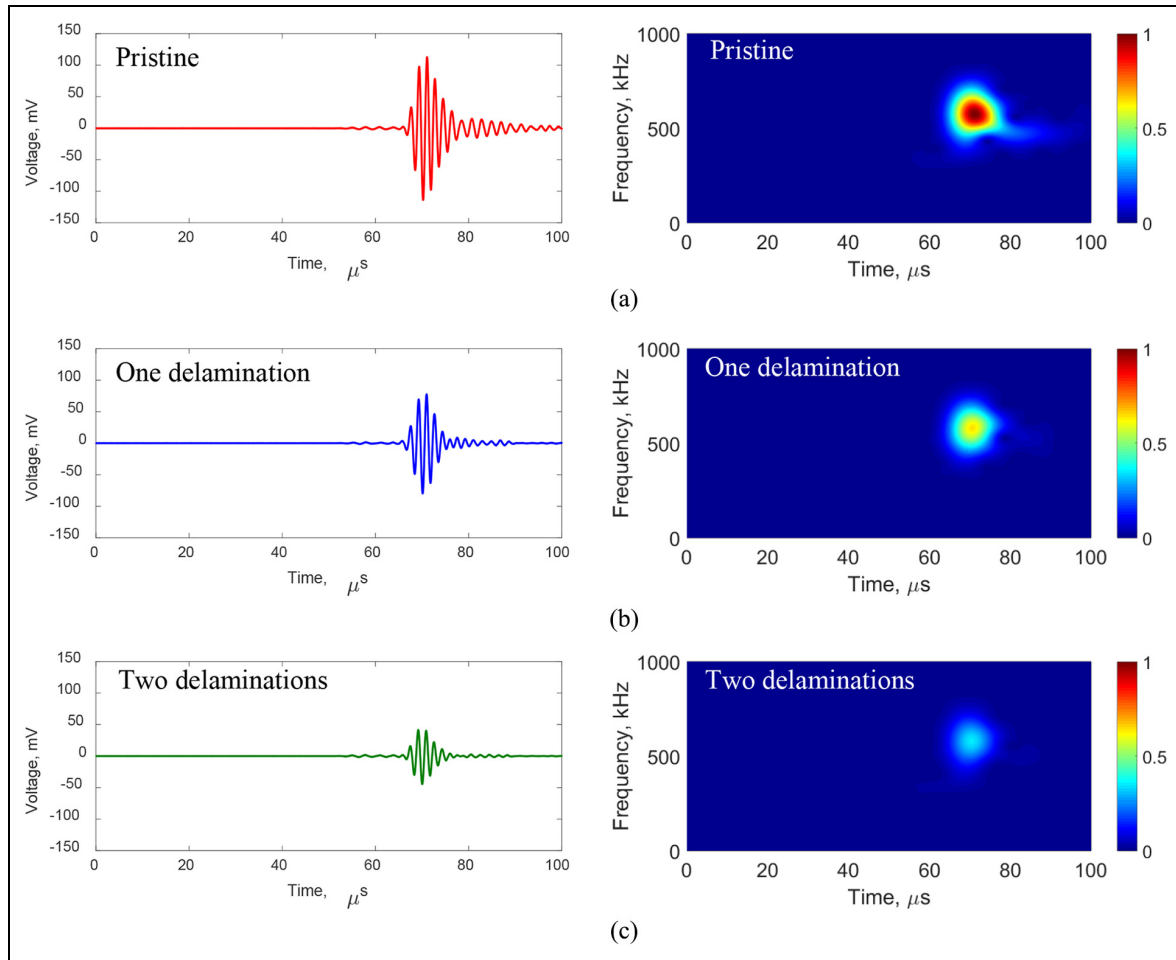 Pristine
Voltage, mV
150
100
50
0
-50
-100
-150
0 20 40 60 80 100
Time, μs
Pristine
Frequency, kHz
1000
500
0
0 20 40 60 80 100
Time, μs
1
0.5
0
(a)
One delamination
Voltage, mV
150
100
50
0
-50
-100
-150
0 20 40 60 80 100
Time, μs
One delamination
Frequency, kHz
1000
500
0
0 20 40 60 80 100
Time, μs
1
0.5
0
(b)
Two delaminations
Voltage, mV
150
100
50
0
-50
-100
-150
0 20 40 60 80 100
Time, μs
Two delaminations
Frequency, kHz
1000
500
0
0 20 40 60 80 100
Time, μs
1
0.5
0
(c)